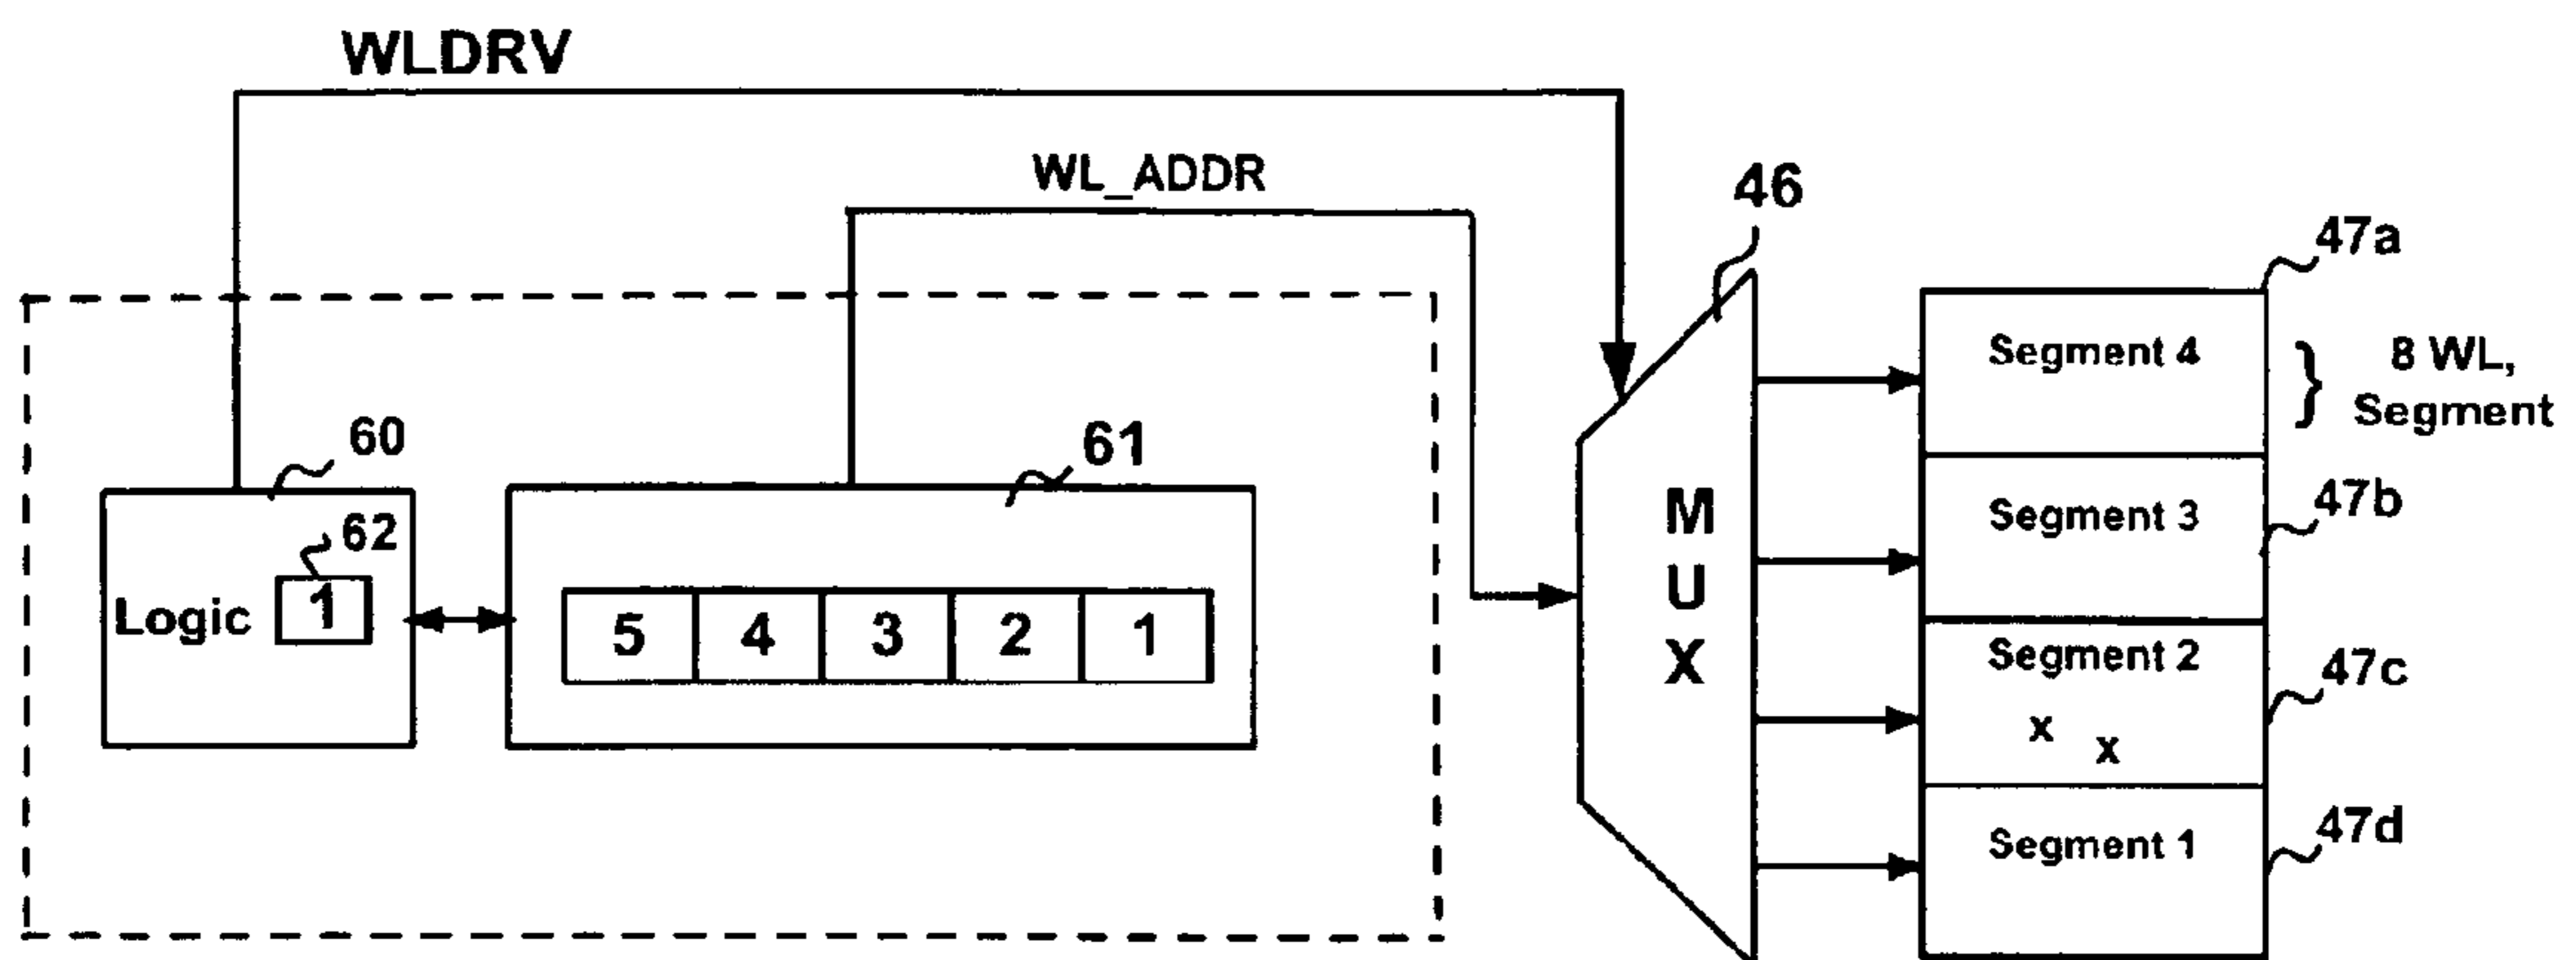 WLDRV
WL_ADDR
46
47a
Segment 4
} 8 WL,
Segment
60
61
62
47b
Segment 3
M
U
X
Logic
1
5 4 3 2 1
Segment 2
47c
x x
Segment 1
47d